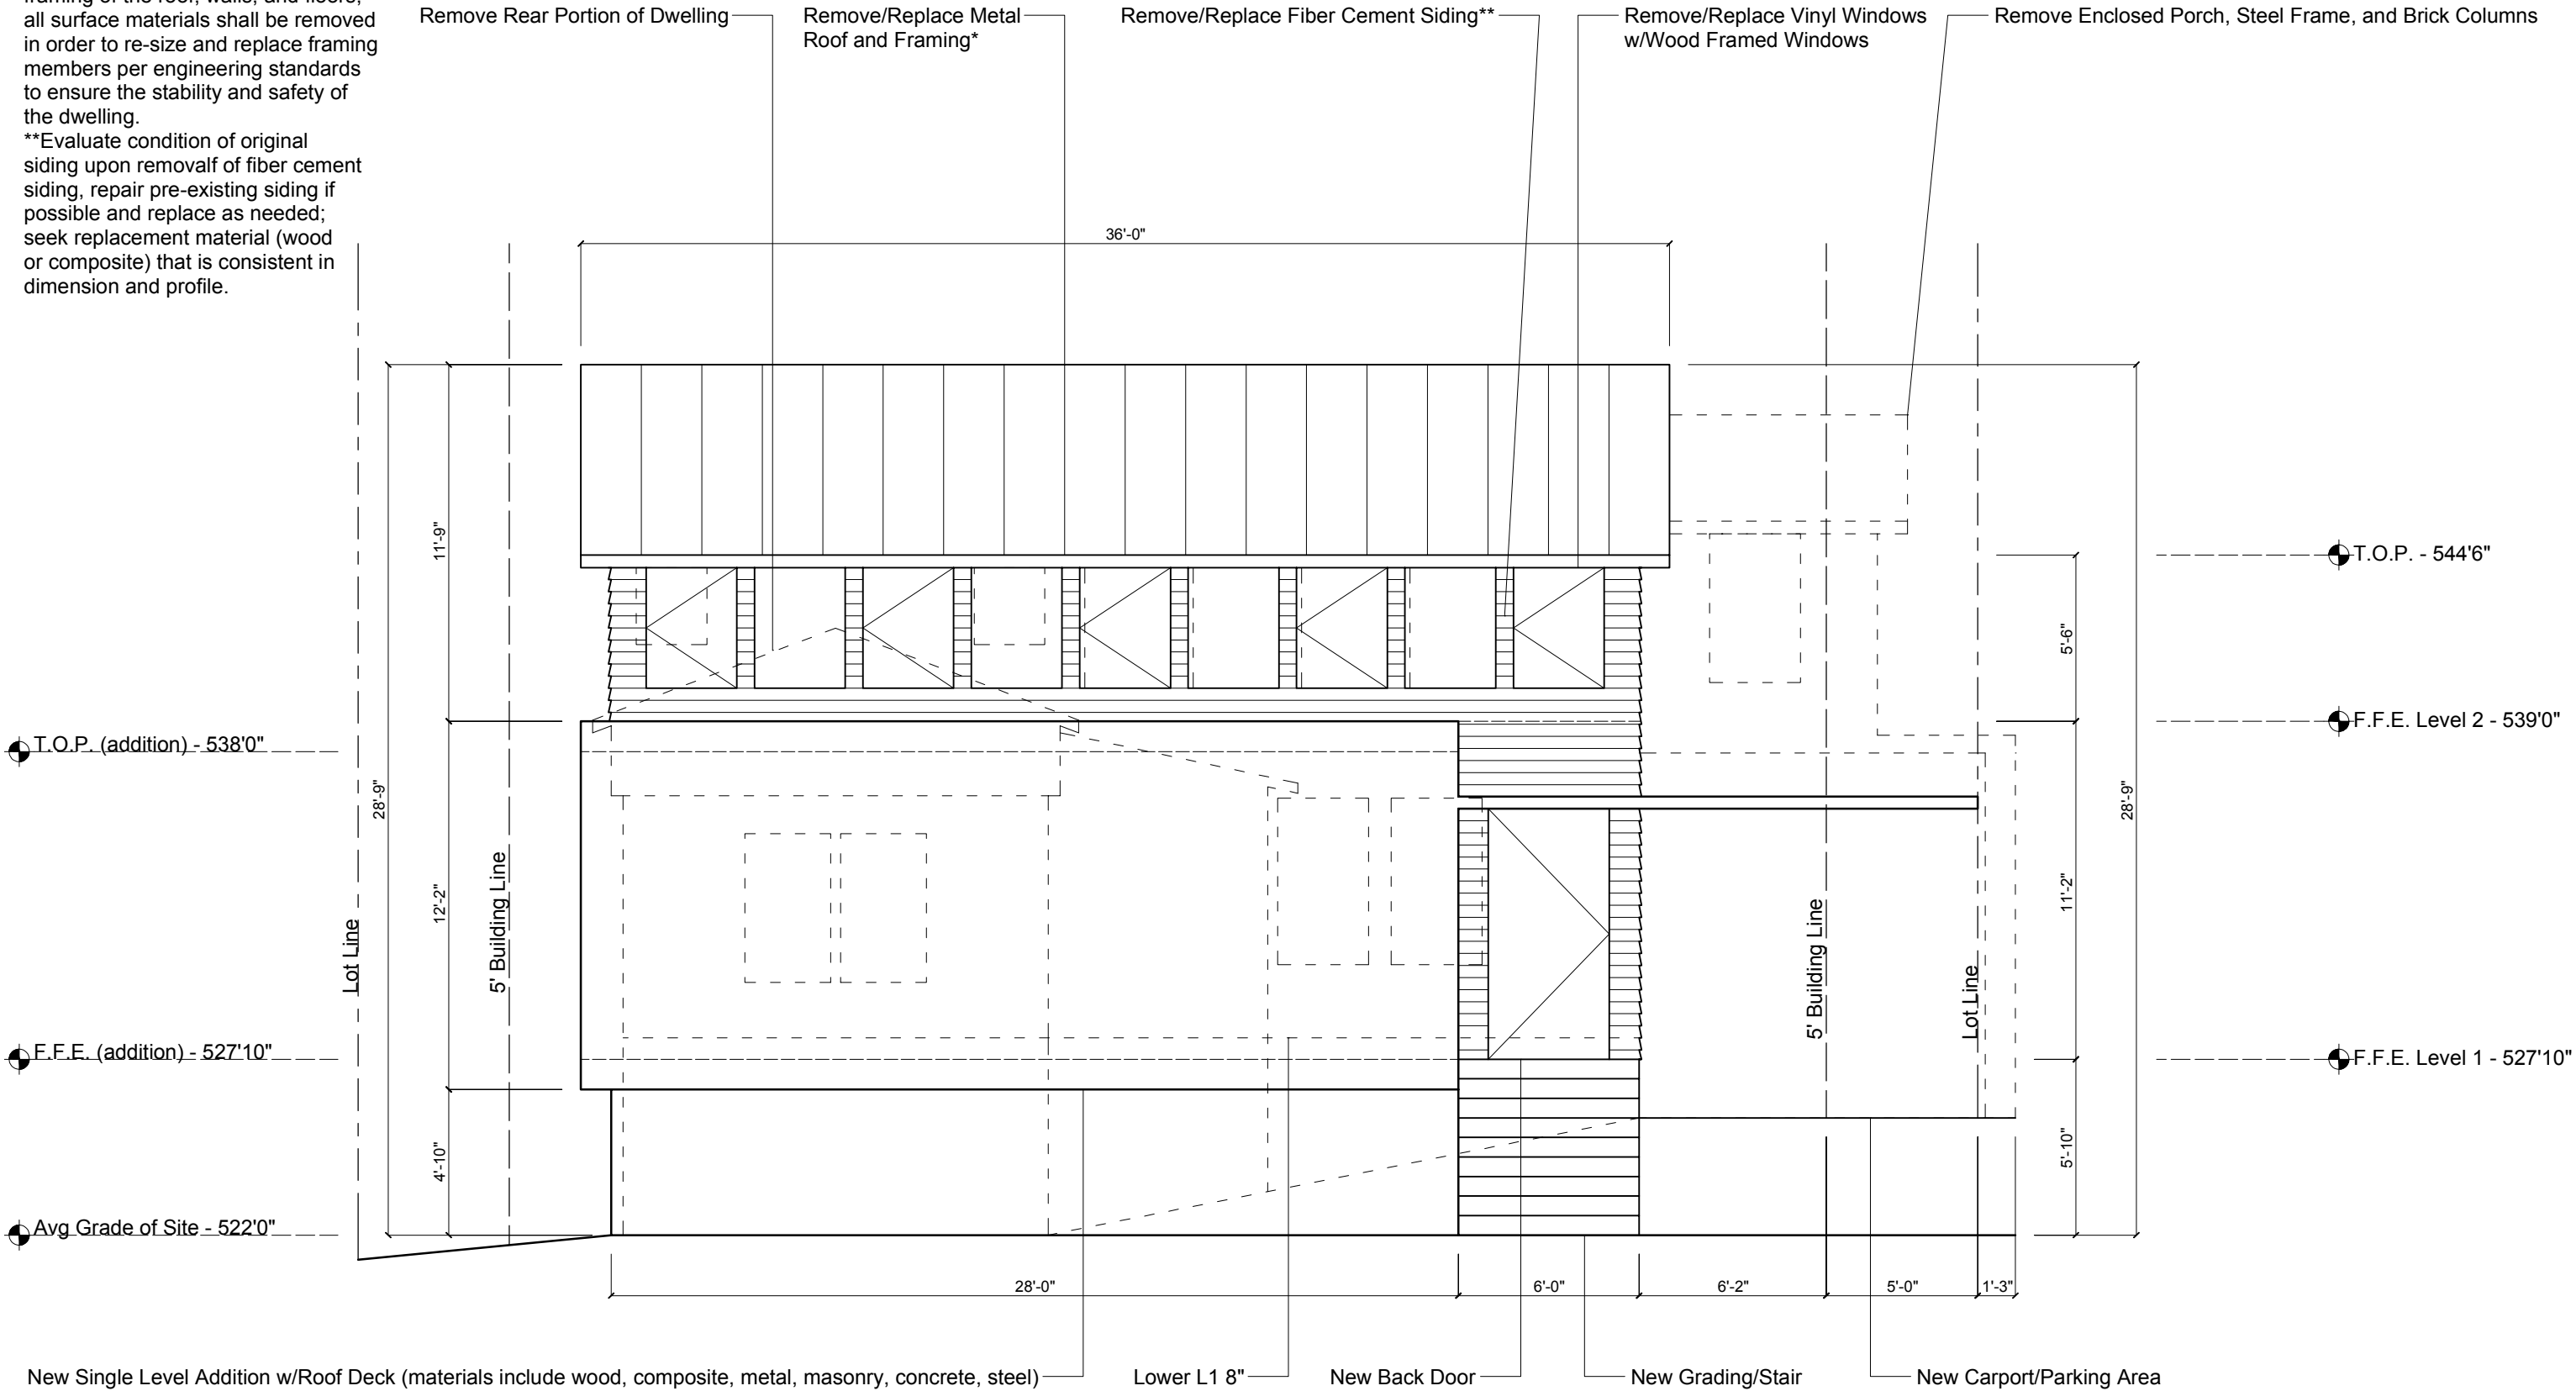 framing of the roof, walls, and floors,
all surface materials shall be removed
in order to re-size and replace framing
members per engineering standards
to ensure the stability and safety of
the dwelling.
**Evaluate condition of original
siding upon removalf of fiber cement
siding, repair pre-existing siding if
possible and replace as needed;
seek replacement material (wood
or composite) that is consistent in
dimension and profile.
Remove Rear Portion of Dwelling
Remove/Replace Metal
Roof and Framing*
Remove/Replace Fiber Cement Siding**
Remove/Replace Vinyl Windows
w/Wood Framed Windows
Remove Enclosed Porch, Steel Frame, and Brick Columns
36'-0"
11'-9"
12'-2"
4'-10"
28'-9"
Lot Line
5' Building Line
T.O.P. (addition) - 538'0"
F.F.E. (addition) - 527'10"
Avg Grade of Site - 522'0"
5' Building Line
Lot Line
5'-6"
11'-2"
5'-10"
28'-9"
T.O.P. - 544'6"
F.F.E. Level 2 - 539'0"
F.F.E. Level 1 - 527'10"
28'-0"
6'-0"
6'-2"
5'-0"
1'-3"
New Single Level Addition w/Roof Deck (materials include wood, composite, metal, masonry, concrete, steel)
Lower L1 8"
New Back Door
New Grading/Stair
New Carport/Parking Area